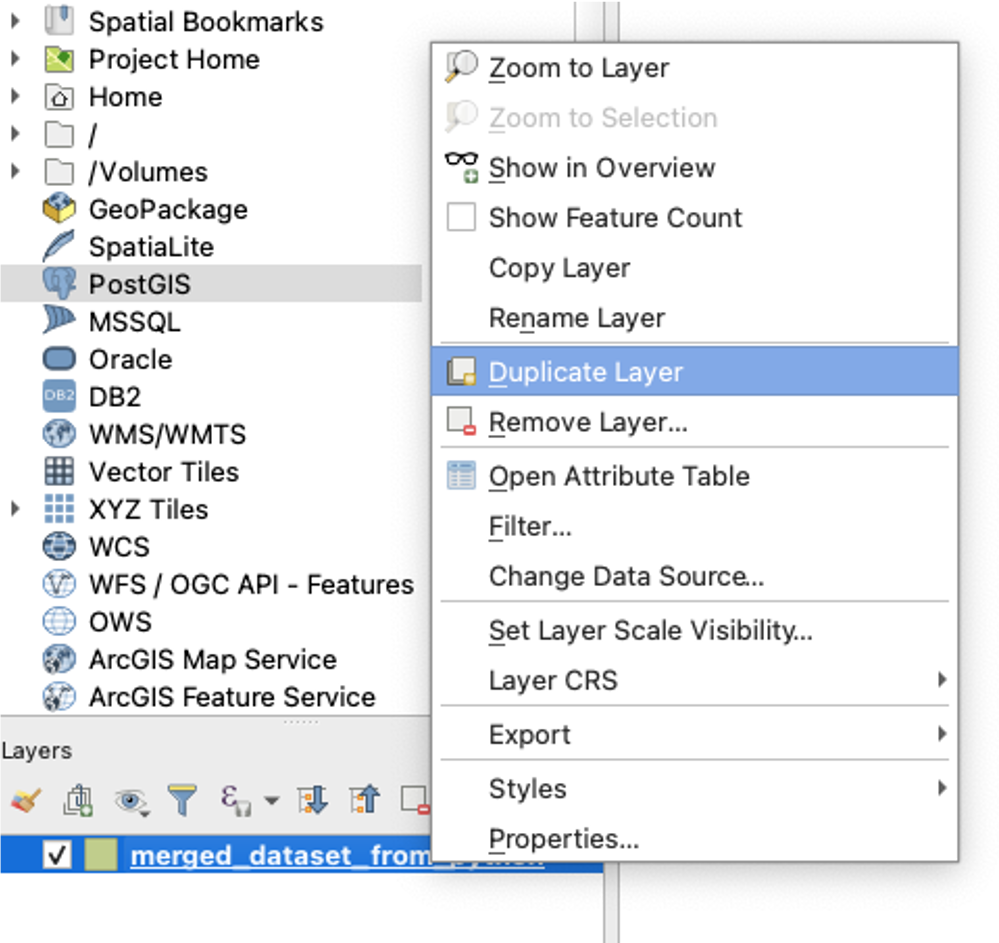 Spatial Bookmarks
Project Home
Home
/
/Volumes
GeoPackage
SpatiaLite
PostGIS
MSSQL
Oracle
DB2
DB2
WMS/WMTS
Vector Tiles
XYZ Tiles
WCS
WFS / OGC API - Features
OWS
ArcGIS Map Service
ArcGIS Feature Service
Layers
ε
merged_dataset_from_python
Zoom to Layer
Zoom to Selection
Show in Overview
Show Feature Count
Copy Layer
Rename Layer
Duplicate Layer
Remove Layer...
Open Attribute Table
Filter...
Change Data Source...
Set Layer Scale Visibility...
Layer CRS
Export
Styles
Properties...